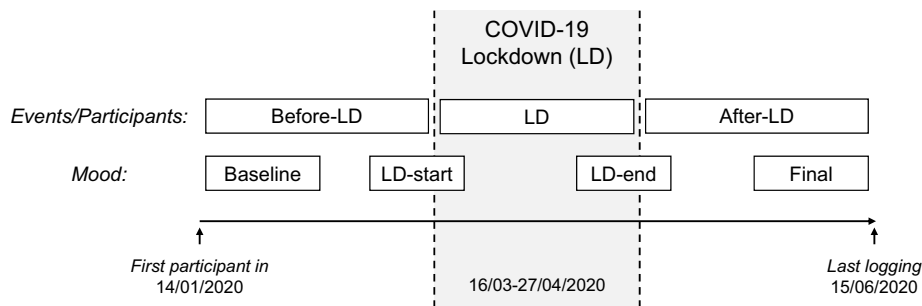 COVID-19
Lockdown (LD)
Events/Participants: Before-LD LD After-LD
Mood: Baseline LD-start LD-end Final
First participant in
14/01/2020
16/03-27/04/2020
Last logging
15/06/2020